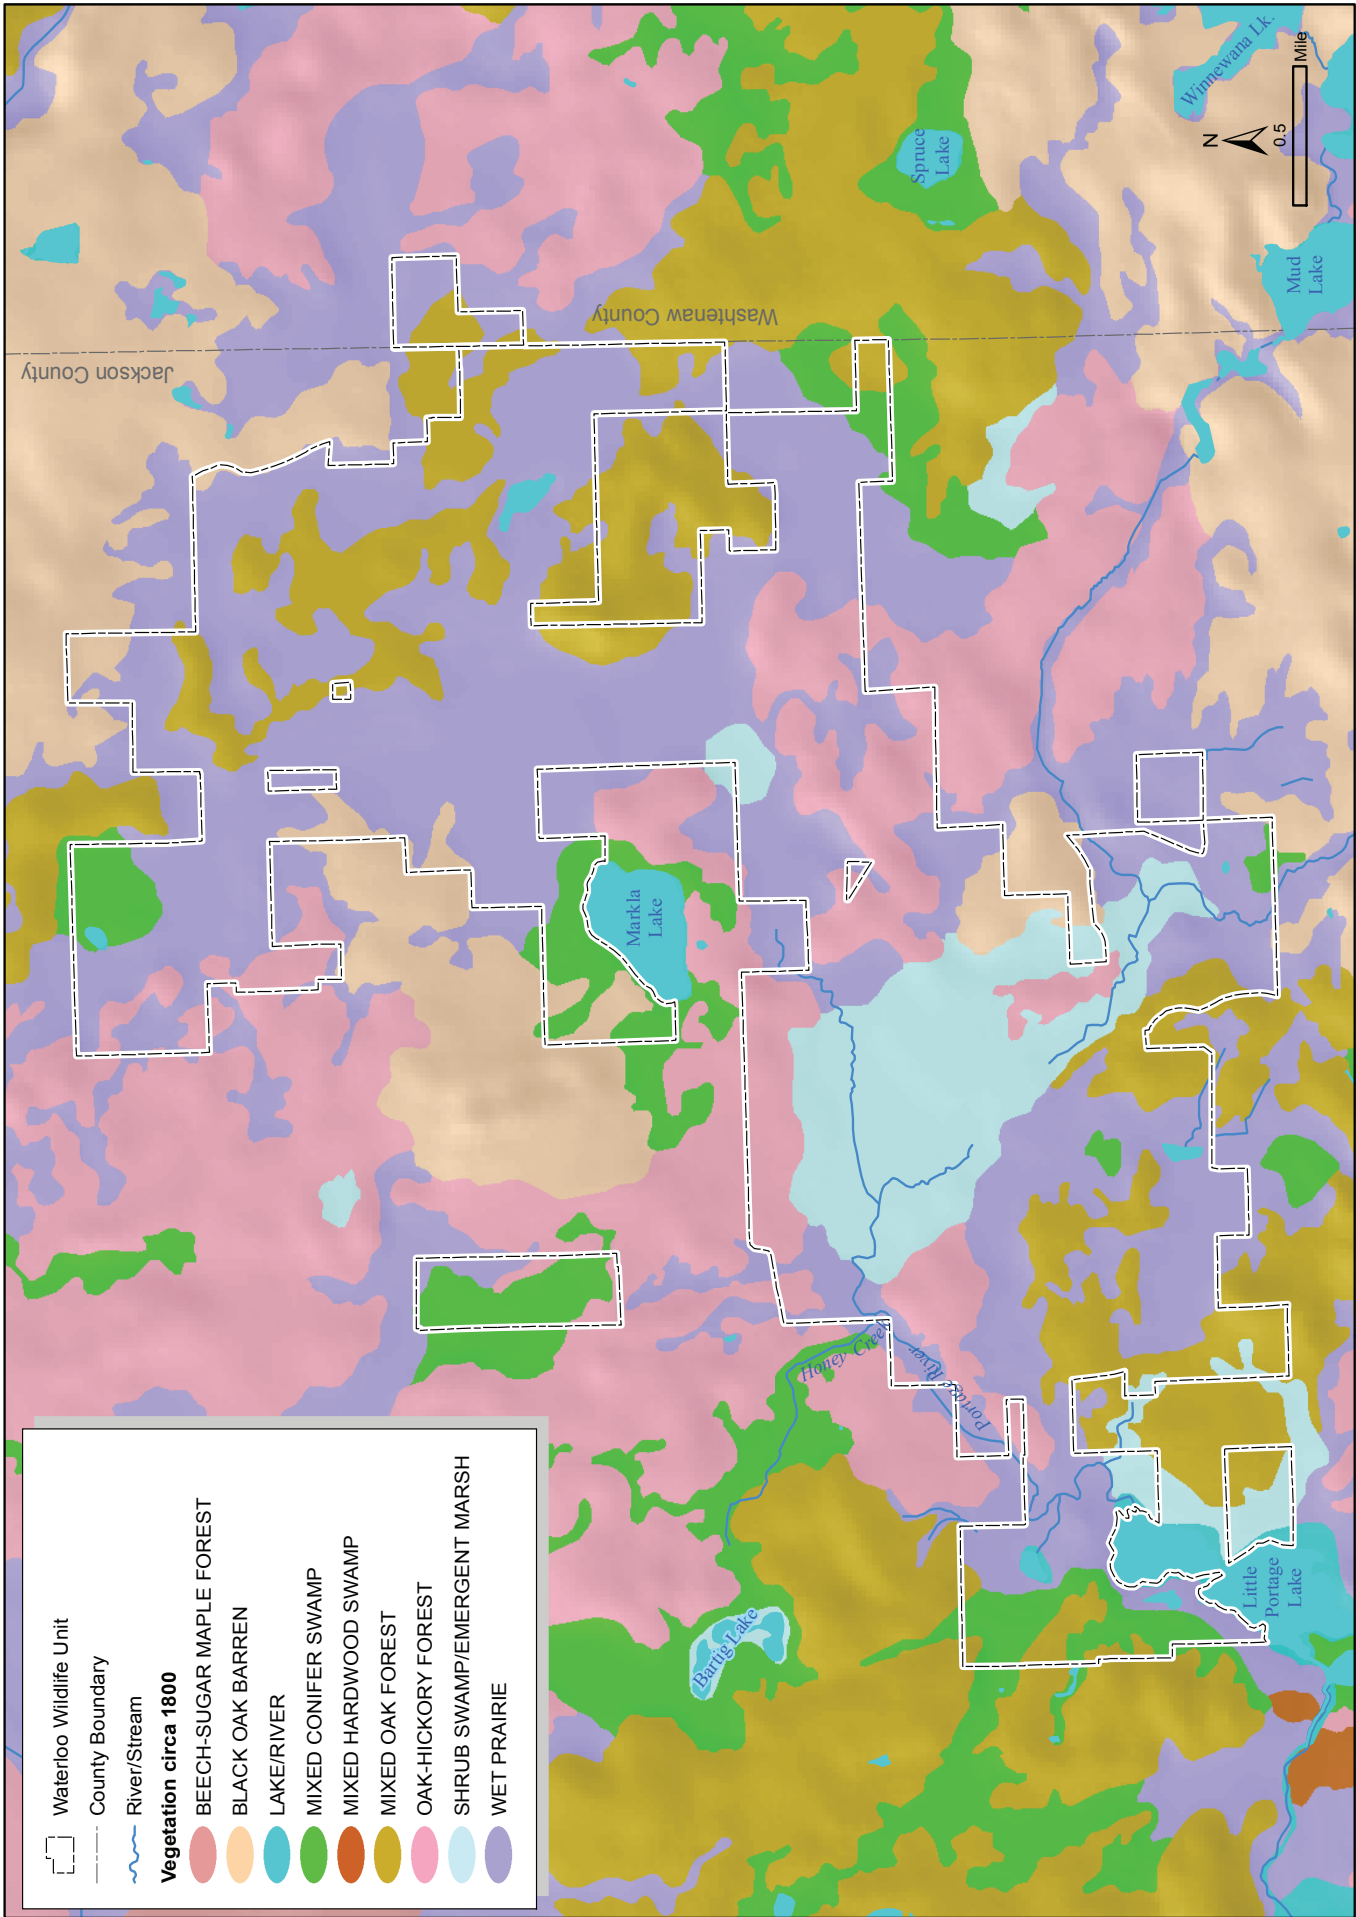 Waterloo Wildlife Unit
County Boundary
River/Stream
Vegetation circa 1800
BEECH-SUGAR MAPLE FOREST
BLACK OAK BARREN
LAKE/RIVER
MIXED CONIFER SWAMP
MIXED HARDWOOD SWAMP
MIXED OAK FOREST
OAK-HICKORY FOREST
SHRUB SWAMP/EMERGENT MARSH
WET PRAIRIE
Jackson County
Washtenaw County
Markla
Lake
Bartig Lake
Honey Creek
Portage River
Little
Portage
Lake
Spruce
Lake
Mud
Lake
Winnewana Lk.
N
0.5
Mile